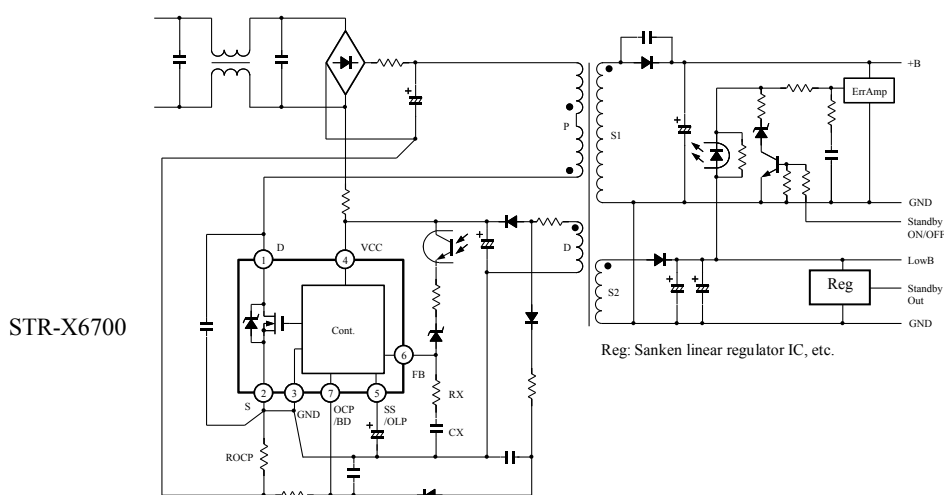 +B
ErrAmp
P
S1
GND
Standby
ON/OFF
D
VCC
D
1
4
LowB
S2
Reg
Standby
Out
GND
STR-X6700
Cont.
6
FB
Reg: Sanken linear regulator IC, etc.
2
3
7
5
S
GND
OCP
/BD
SS
/OLP
RX
CX
ROCP